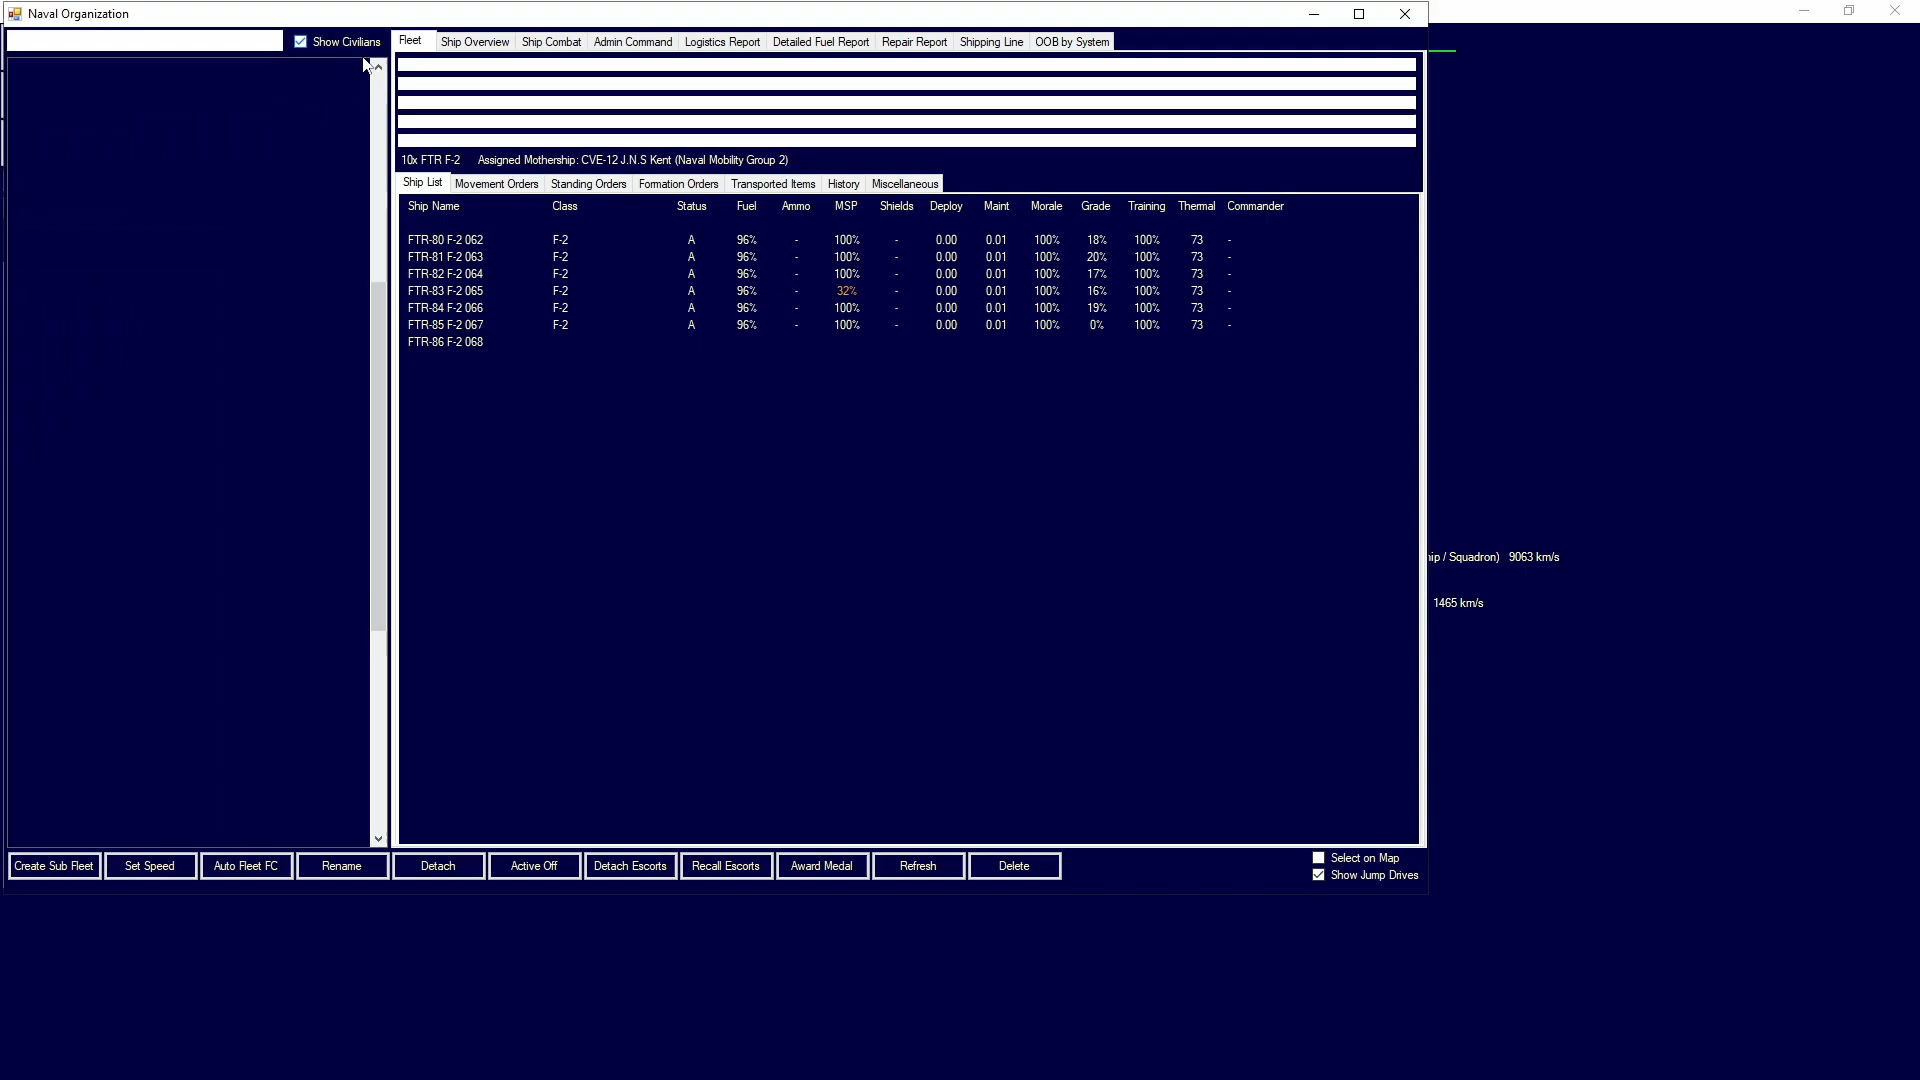 Naval Organization
Show Civilians
Fleet Ship Overview Ship Combat Admin Command Logistics Report Detailed Fuel Report Repair Report Shipping Line OOB by System
10x FTR F-2 Assigned Mothership: CVE-12 J.N.S Kent (Naval Mobility Group 2)
Ship List Movement Orders Standing Orders Formation Orders Transported Items History Miscellaneous
Ship Name Class Status Fuel Ammo MSP Shields Deploy Maint Morale Grade Training Thermal Commander
FTR-80 F-2 062 F-2 A 96% - 100% - 0.00 0.01 100% 18% 100% 73 -
FTR-81 F-2 063 F-2 A 96% - 100% - 0.00 0.01 100% 20% 100% 73 -
FTR-82 F-2 064 F-2 A 96% - 100% - 0.00 0.01 100% 17% 100% 73 -
FTR-83 F-2 065 F-2 A 96% - 32% - 0.00 0.01 100% 16% 100% 73 -
FTR-84 F-2 066 F-2 A 96% - 100% - 0.00 0.01 100% 19% 100% 73 -
FTR-85 F-2 067 F-2 A 96% - 100% - 0.00 0.01 100% 0% 100% 73 -
FTR-86 F-2 068
/ Squadron) 9063 km/s
1465 km/s
Create Sub Fleet Set Speed Auto Fleet FC Rename Detach Active Off Detach Escorts Recall Escorts Award Medal Refresh Delete
Select on Map
Show Jump Drives